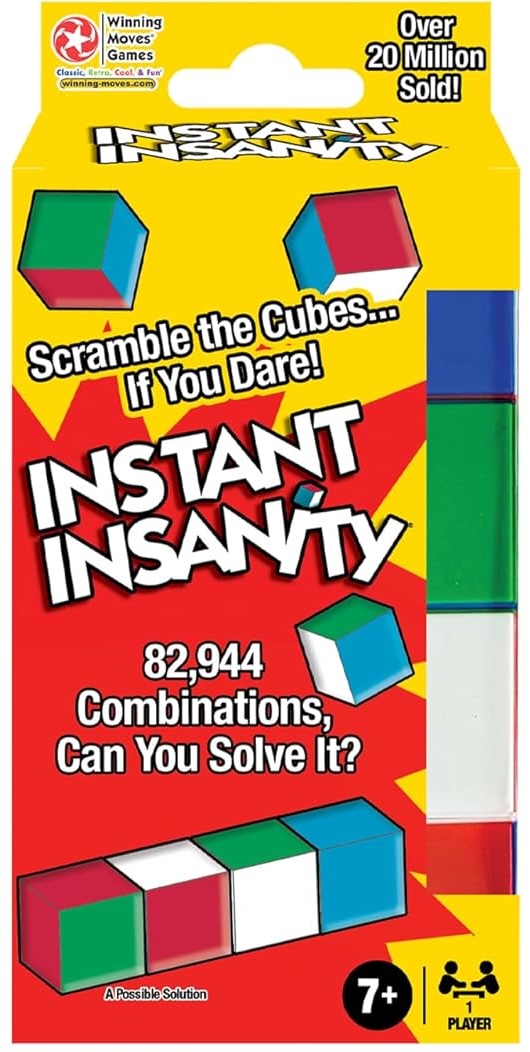 Winning
Moves®
Games
Classic, Retro, Cool, & Fun®
winning-moves.com
Over
20 Million
Sold!
INSTANT
INSANITY
Scramble the Cubes...
If You Dare!
INSTANT
INSANITY
82,944
Combinations,
Can You Solve It?
A Possible Solution
7+
1
PLAYER